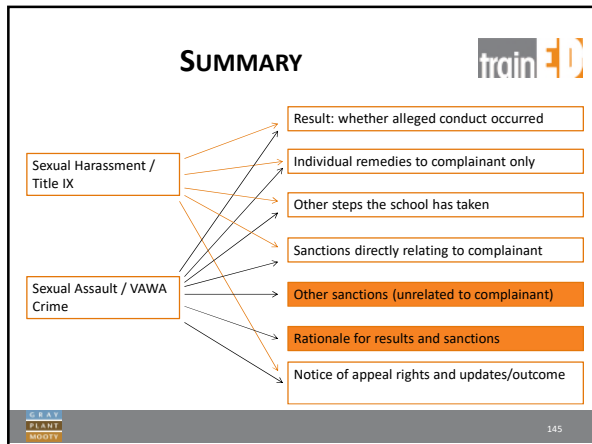 SUMMARY
trainED
Result: whether alleged conduct occurred
Sexual Harassment /
Title IX
Individual remedies to complainant only
Other steps the school has taken
Sanctions directly relating to complainant
Sexual Assault / VAWA
Crime
Other sanctions (unrelated to complainant)
Rationale for results and sanctions
Notice of appeal rights and updates/outcome
GRAY
PLANT
MOOTY
145